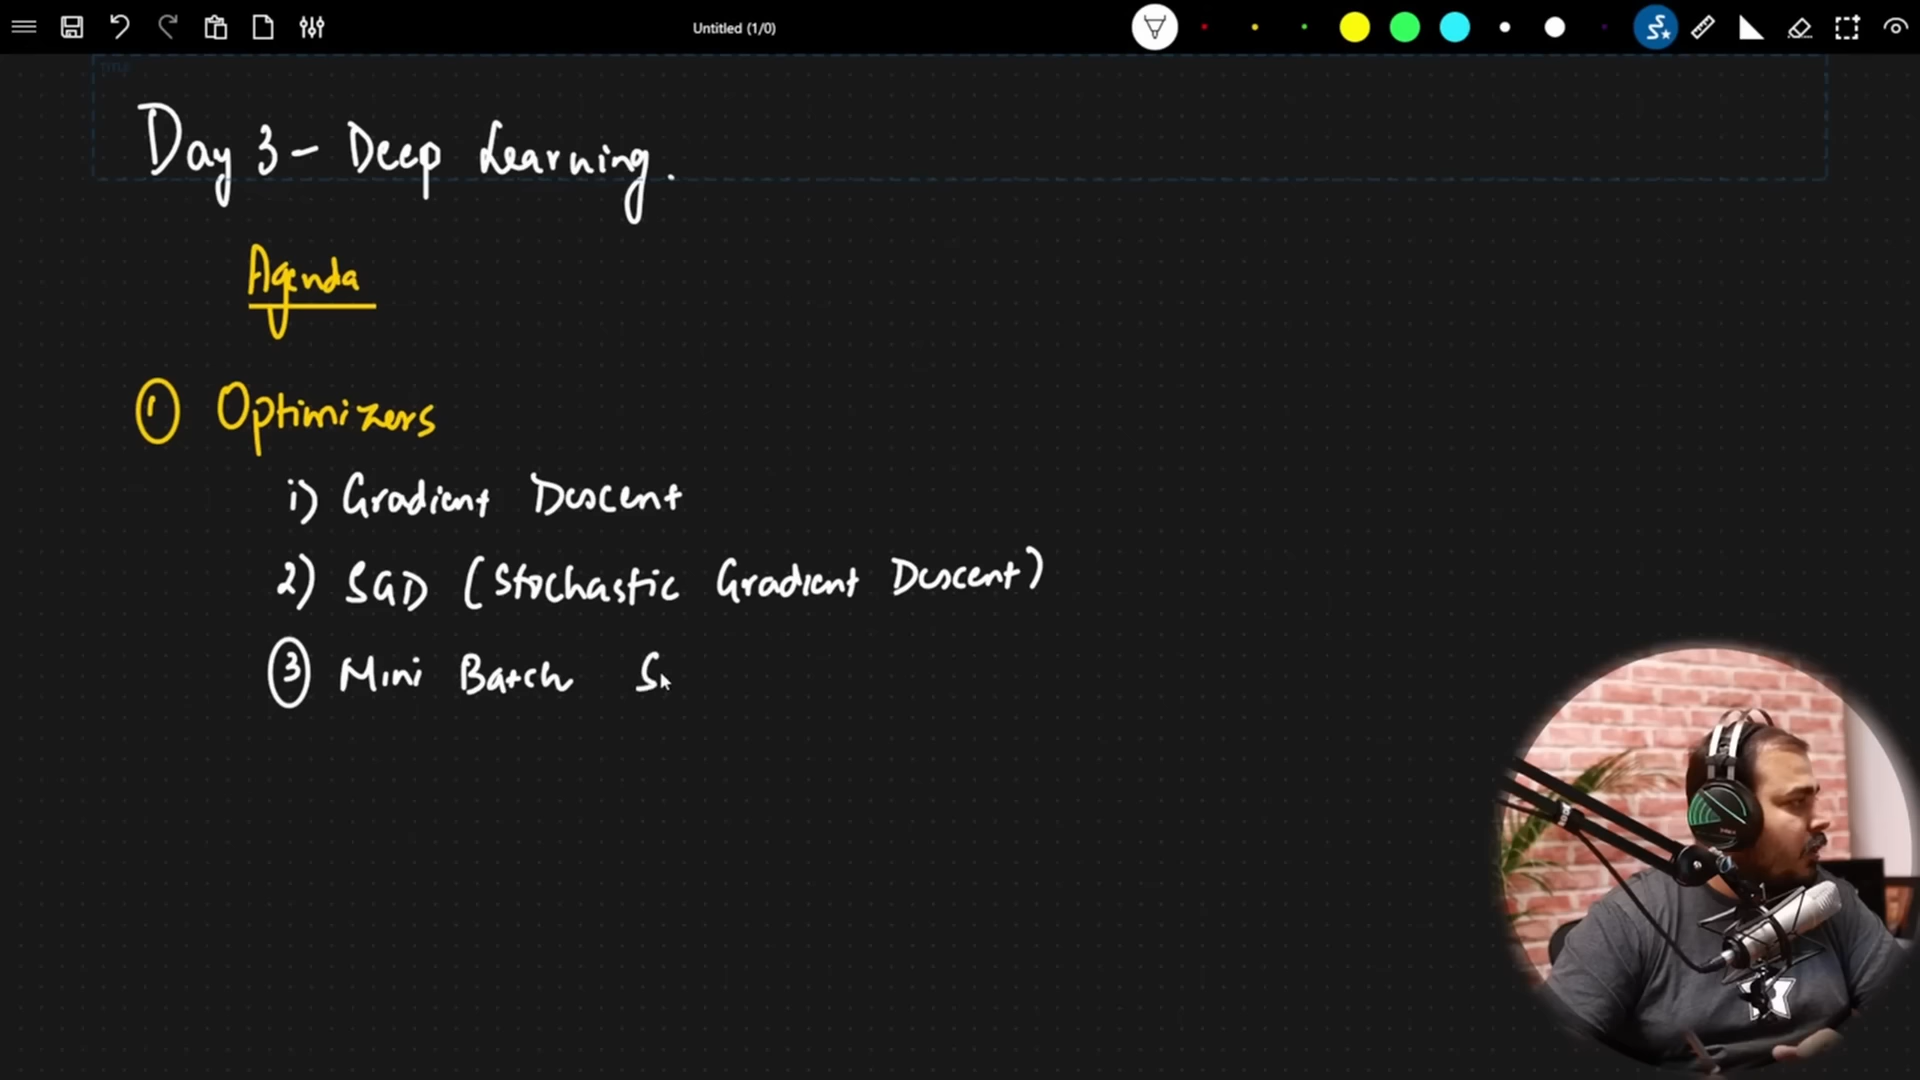 Untitled (1/0)
Day 3 - Deep Learning.
Agenda
① Optimizers
i) Gradient Descent
2) SGD (Stochastic Gradient Descent)
③ Mini Batch S